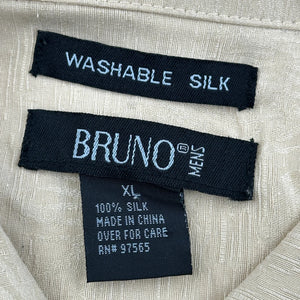 WASHABLE SILK
BRUNO ® MENS
XL
100% SILK
MADE IN CHINA
OVER FOR CARE
RN# 97565